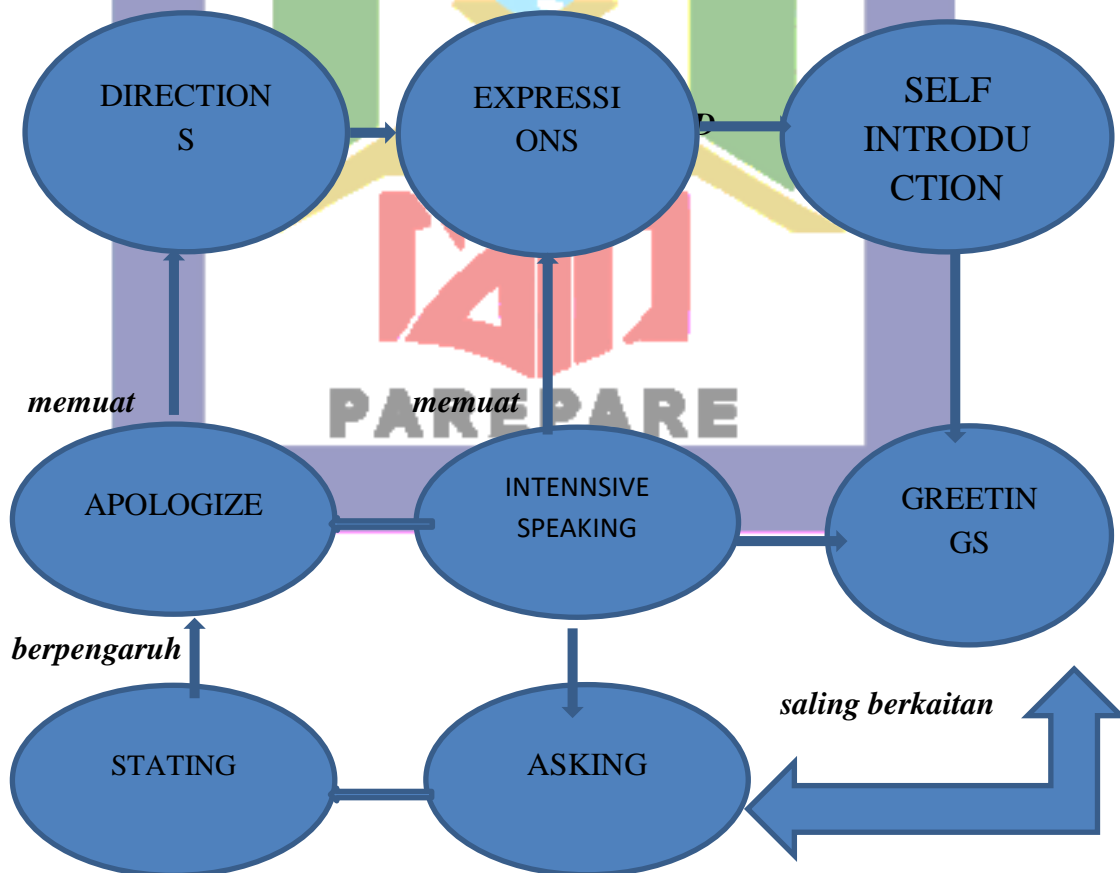 DIRECTION
S
EXPRESSI
ONS
D
SELF
INTRODU
CTION
memuat
memuat
PAREPARE
APOLOGIZE
INTENNSIVE
SPEAKING
GREETIN
GS
berpengaruh
saling berkaitan
STATING
ASKING